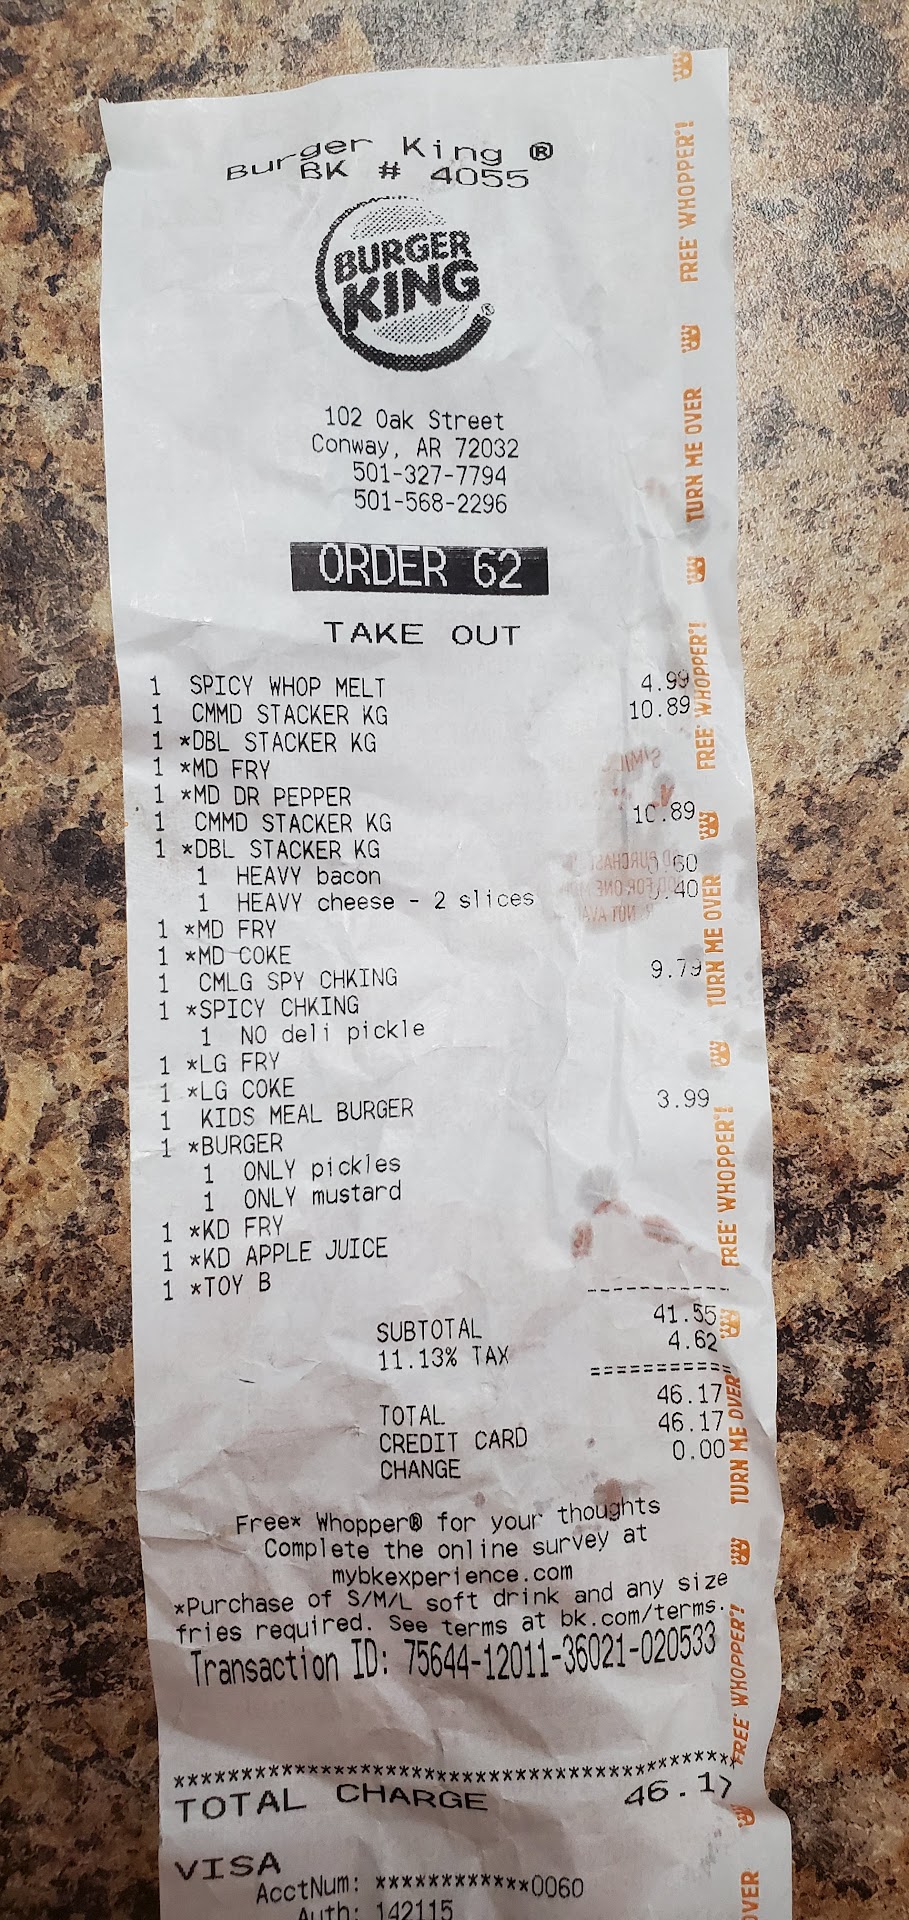 Burger King ®
BK # 4055
BURGER
KING®
102 Oak Street
Conway, AR 72032
501-327-7794
501-568-2296
ORDER 62
TAKE OUT
1 SPICY WHOP MELT 4.99
1 CMMD STACKER KG 10.89
1 *DBL STACKER KG
1 *MD FRY
1 *MD DR PEPPER
1 CMMD STACKER KG 10.89
1 *DBL STACKER KG
1 HEAVY bacon 0.60
1 HEAVY cheese - 2 slices 0.40
1 *MD FRY
1 *MD COKE
1 CMLG SPY CHKING 9.79
1 *SPICY CHKING
1 NO deli pickle
1 *LG FRY
1 *LG COKE
1 KIDS MEAL BURGER 3.99
1 *BURGER
1 ONLY pickles
1 ONLY mustard
1 *KD FRY
1 *KD APPLE JUICE
1 *TOY B
SUBTOTAL 41.55
11.13% TAX 4.62
TOTAL 46.17
CREDIT CARD 46.17
CHANGE 0.00
Free* Whopper® for your thoughts
Complete the online survey at
mybkexperience.com
*Purchase of S/M/L soft drink and any size
fries required. See terms at bk.com/terms.
Transaction ID: 75644-12011-36021-020533
******************************************
TOTAL CHARGE 46.17
VISA
AcctNum: ************0060
Auth: 142115
FREE WHOPPER!
TURN ME OVER
FREE WHOPPER!
TURN ME OVER
FREE WHOPPER!
TURN ME OVER
FREE WHOPPER!
OVER